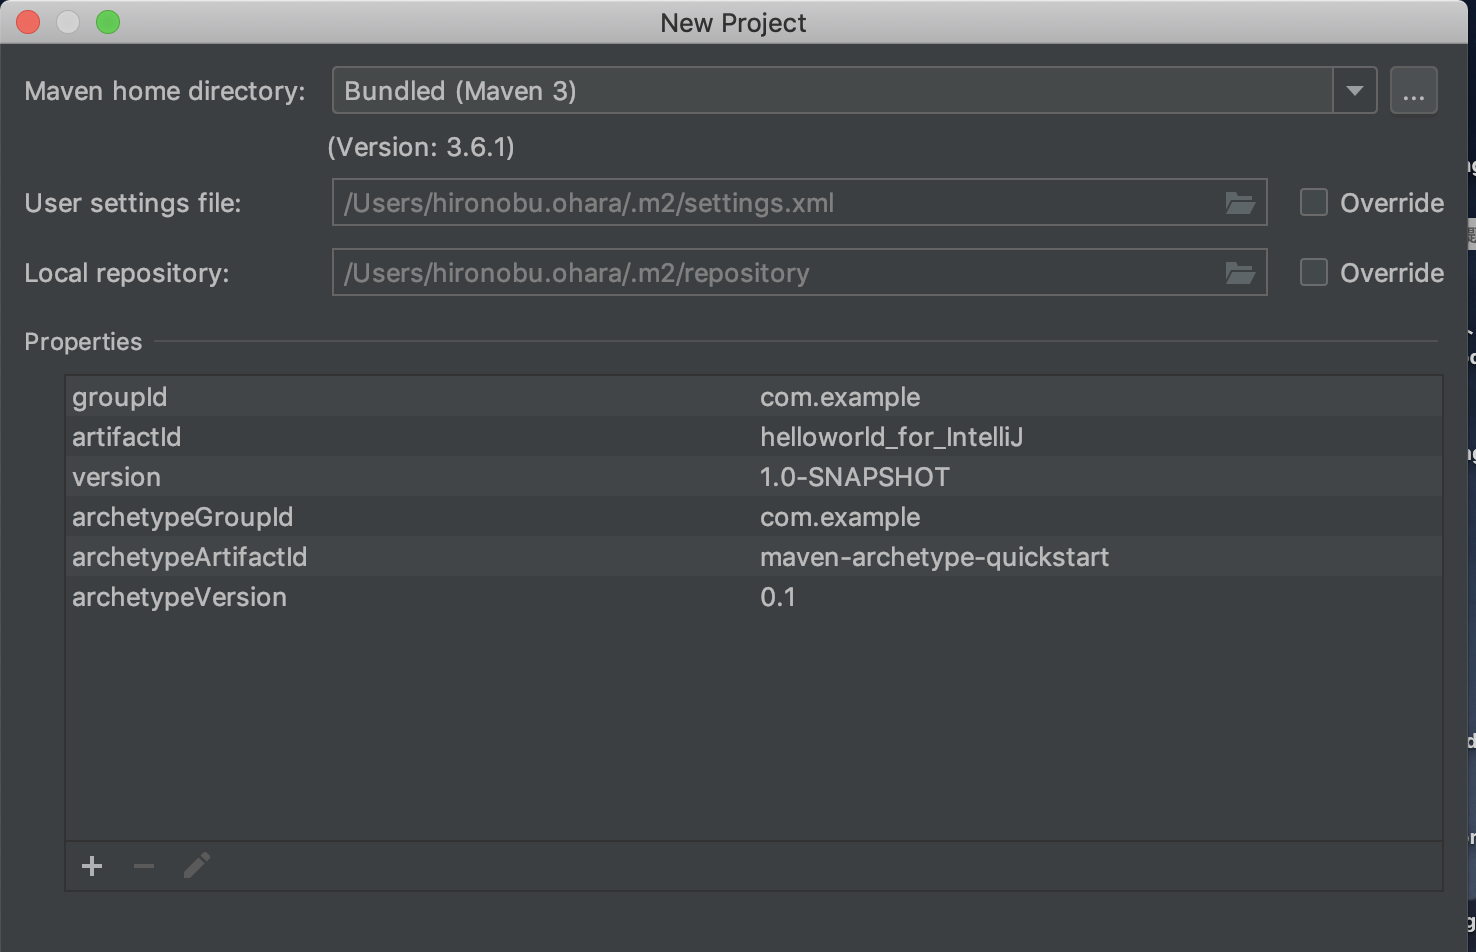 New Project
Maven home directory: Bundled (Maven 3) ...
(Version: 3.6.1)
User settings file: /Users/hironobu.ohara/.m2/settings.xml Override
Local repository: /Users/hironobu.ohara/.m2/repository Override
Properties
groupId com.example
artifactId helloworld_for_IntelliJ
version 1.0-SNAPSHOT
archetypeGroupId com.example
archetypeArtifactId maven-archetype-quickstart
archetypeVersion 0.1